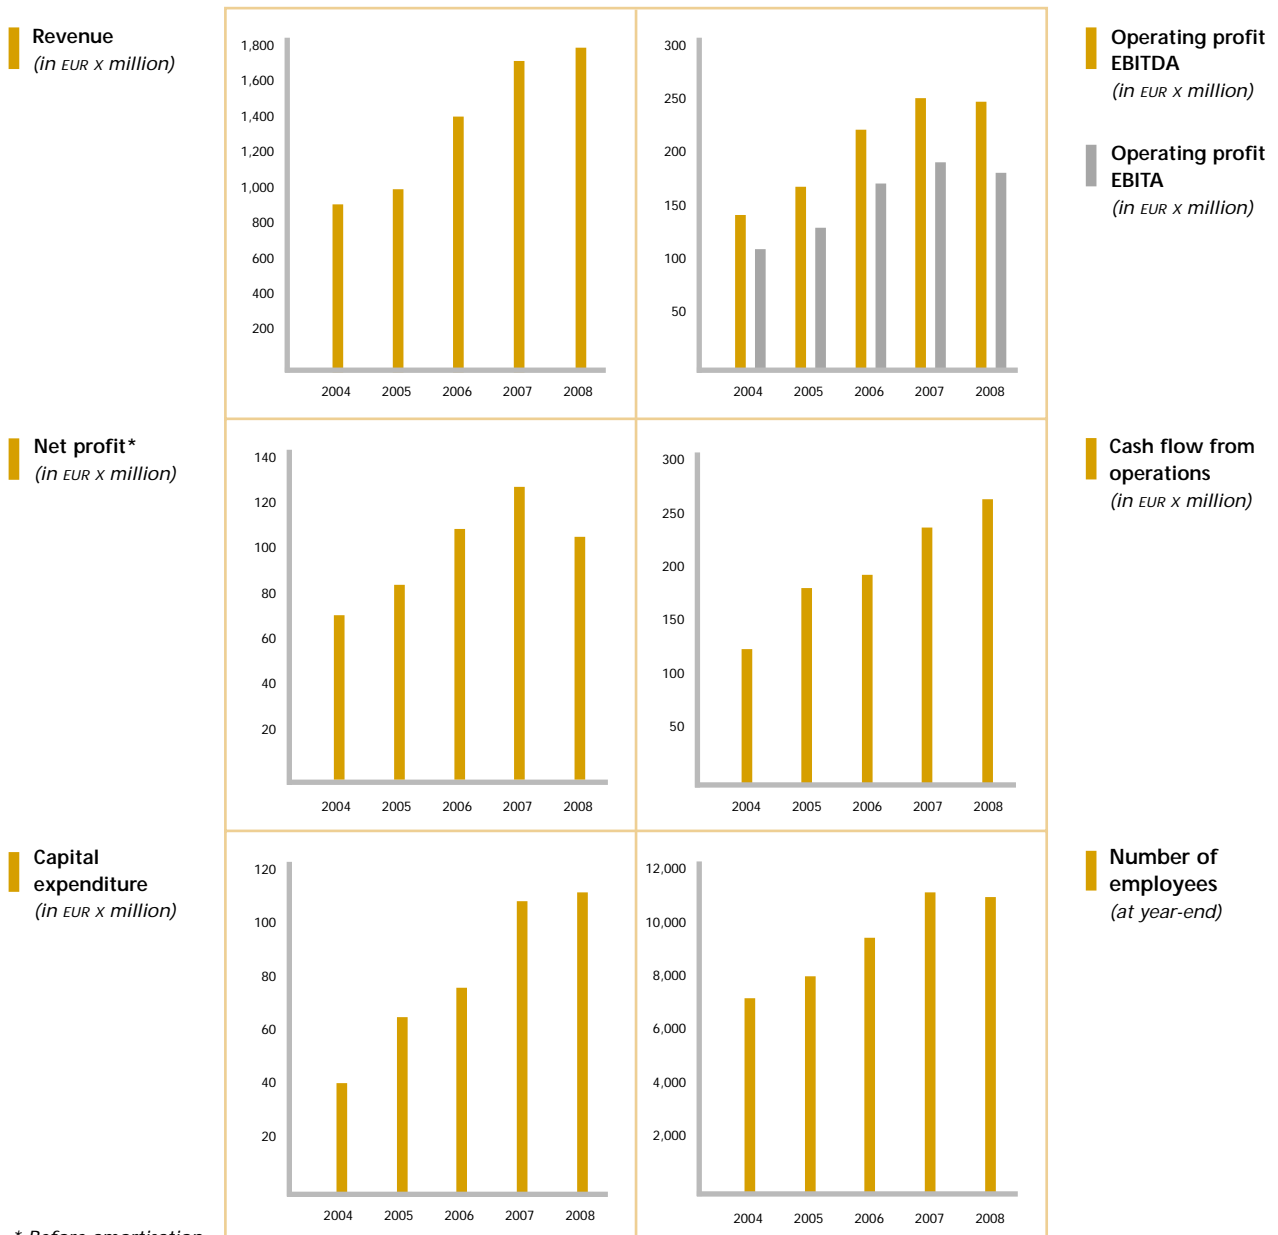 Revenue
(in EUR x million)
1,800
1,600
1,400
1,200
1,000
800
600
400
200
2004 2005 2006 2007 2008
300
250
200
150
100
50
2004 2005 2006 2007 2008
Operating profit
EBITDA
(in EUR x million)
Operating profit
EBITA
(in EUR x million)
Net profit*
(in EUR x million)
140
120
100
80
60
40
20
2004 2005 2006 2007 2008
300
250
200
150
100
50
2004 2005 2006 2007 2008
Cash flow from
operations
(in EUR x million)
Capital
expenditure
(in EUR x million)
120
100
80
60
40
20
2004 2005 2006 2007 2008
12,000
10,000
8,000
6,000
4,000
2,000
2004 2005 2006 2007 2008
Number of
employees
(at year-end)
* Before amortisation